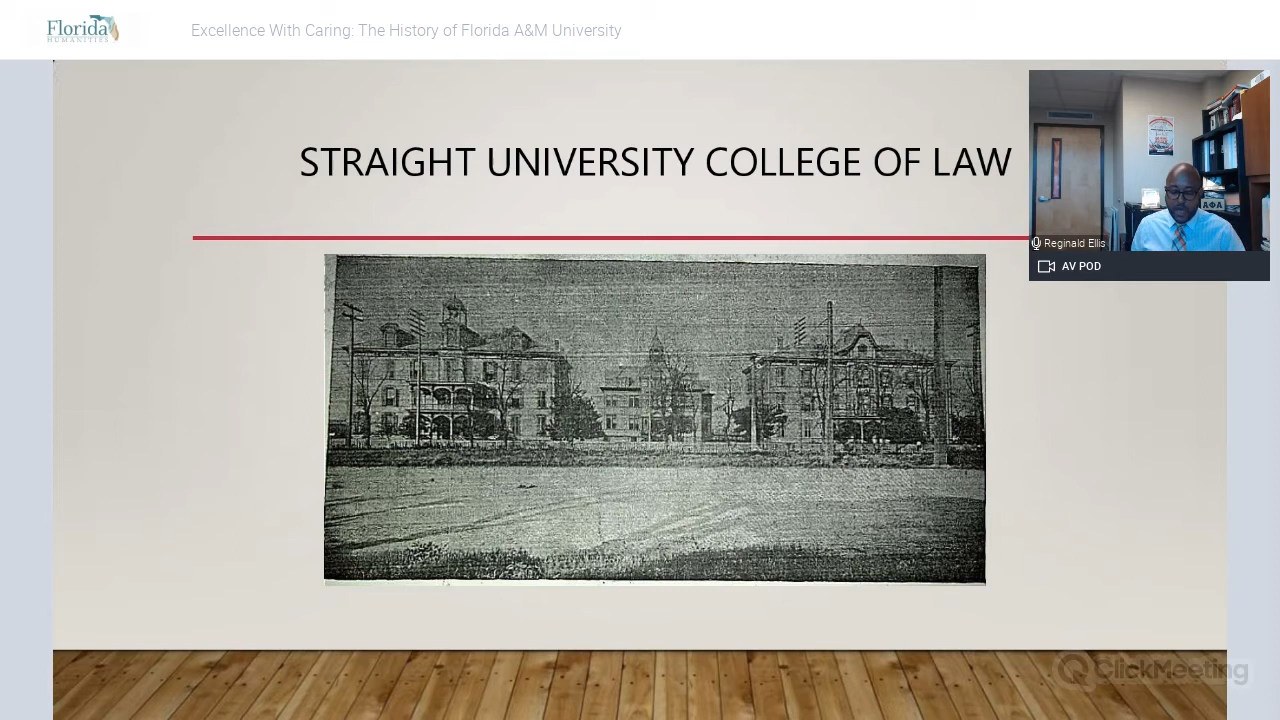 Florida
HUMANITIES
Excellence With Caring: The History of Florida A&M University
STRAIGHT UNIVERSITY COLLEGE OF LAW
ΑΦΑ
Reginald Ellis
AV POD
ClickMeeting